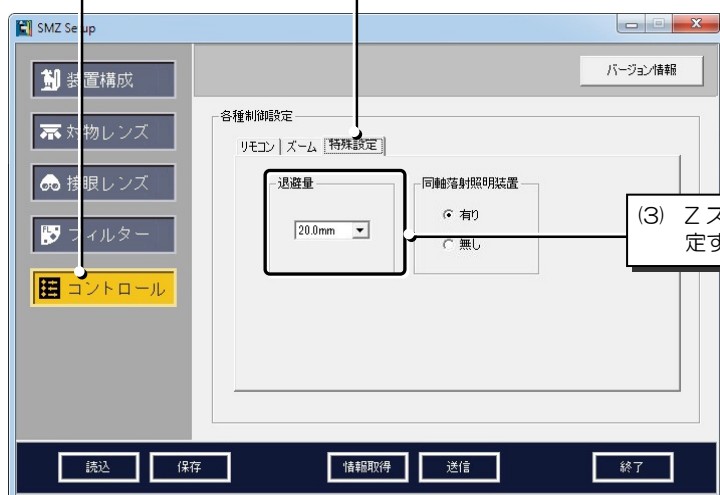 SMZ Setup
バージョン情報
装置構成
対物レンズ
接眼レンズ
フィルター
コントロール
各種制御設定
リモコン ズーム 特殊設定
退避量
20.0mm
同軸落射照明装置
有り
無し
(3) Zス
定す
読込 保存 情報取得 送信 終了